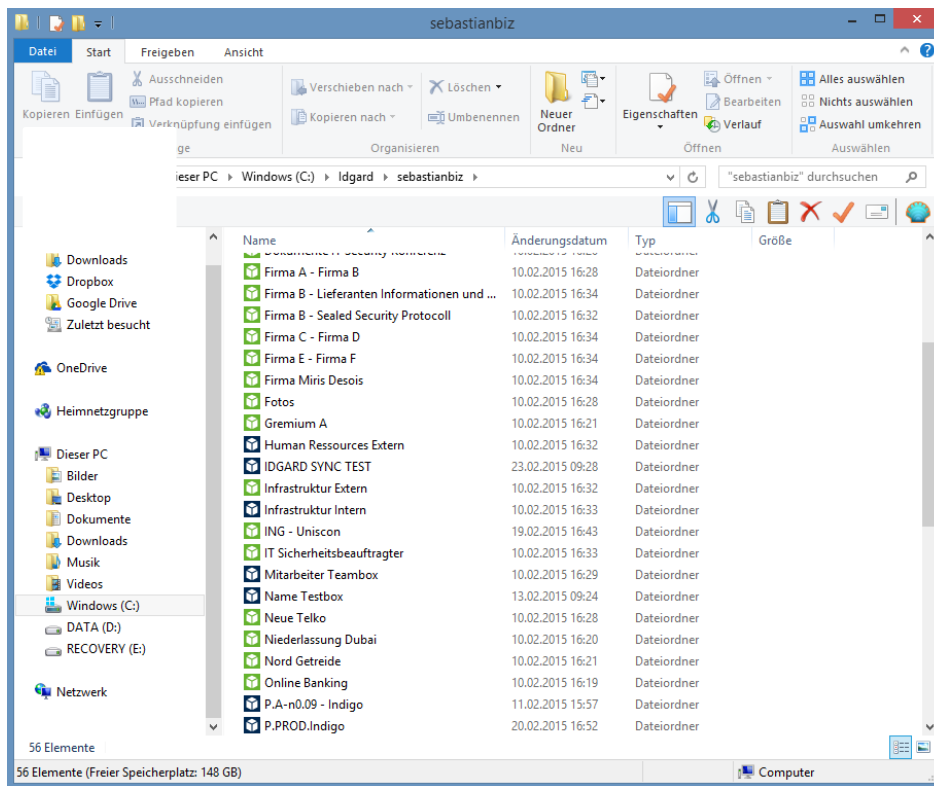 sebastianbiz
Datei Start Freigeben Ansicht
Kopieren Einfügen
Ausschneiden
Pfad kopieren
Verknüpfung einfügen
Verschieben nach
Kopieren nach
Löschen
Umbenennen
Organisieren
Neuer
Ordner
Neu
Eigenschaften
Öffnen
Bearbeiten
Verlauf
Öffnen
Alles auswählen
Nichts auswählen
Auswahl umkehren
Auswählen
ieser PC Windows (C:) Idgard sebastianbiz
"sebastianbiz" durchsuchen
Downloads
Dropbox
Google Drive
Zuletzt besucht
OneDrive
Heimnetzgruppe
Dieser PC
Bilder
Desktop
Dokumente
Downloads
Musik
Videos
Windows (C:)
DATA (D:)
RECOVERY (E:)
Netzwerk
Name Änderungsdatum Typ Größe
Firma A - Firma B 10.02.2015 16:28 Dateiordner
Firma B - Lieferanten Informationen und ... 10.02.2015 16:34 Dateiordner
Firma B - Sealed Security Protocoll 10.02.2015 16:32 Dateiordner
Firma C - Firma D 10.02.2015 16:34 Dateiordner
Firma E - Firma F 10.02.2015 16:34 Dateiordner
Firma Miris Desois 10.02.2015 16:34 Dateiordner
Fotos 10.02.2015 16:28 Dateiordner
Gremium A 10.02.2015 16:21 Dateiordner
Human Ressources Extern 10.02.2015 16:32 Dateiordner
IDGARD SYNC TEST 23.02.2015 09:28 Dateiordner
Infrastruktur Extern 10.02.2015 16:32 Dateiordner
Infrastruktur Intern 10.02.2015 16:33 Dateiordner
ING - Uniscon 19.02.2015 16:43 Dateiordner
IT Sicherheitsbeauftragter 10.02.2015 16:33 Dateiordner
Mitarbeiter Teambox 10.02.2015 16:29 Dateiordner
Name Testbox 13.02.2015 09:24 Dateiordner
Neue Telko 10.02.2015 16:28 Dateiordner
Niederlassung Dubai 10.02.2015 16:20 Dateiordner
Nord Getreide 10.02.2015 16:21 Dateiordner
Online Banking 10.02.2015 16:19 Dateiordner
P.A-n0.09 - Indigo 11.02.2015 15:57 Dateiordner
P.PROD.Indigo 20.02.2015 16:52 Dateiordner
56 Elemente
56 Elemente (Freier Speicherplatz: 148 GB) Computer